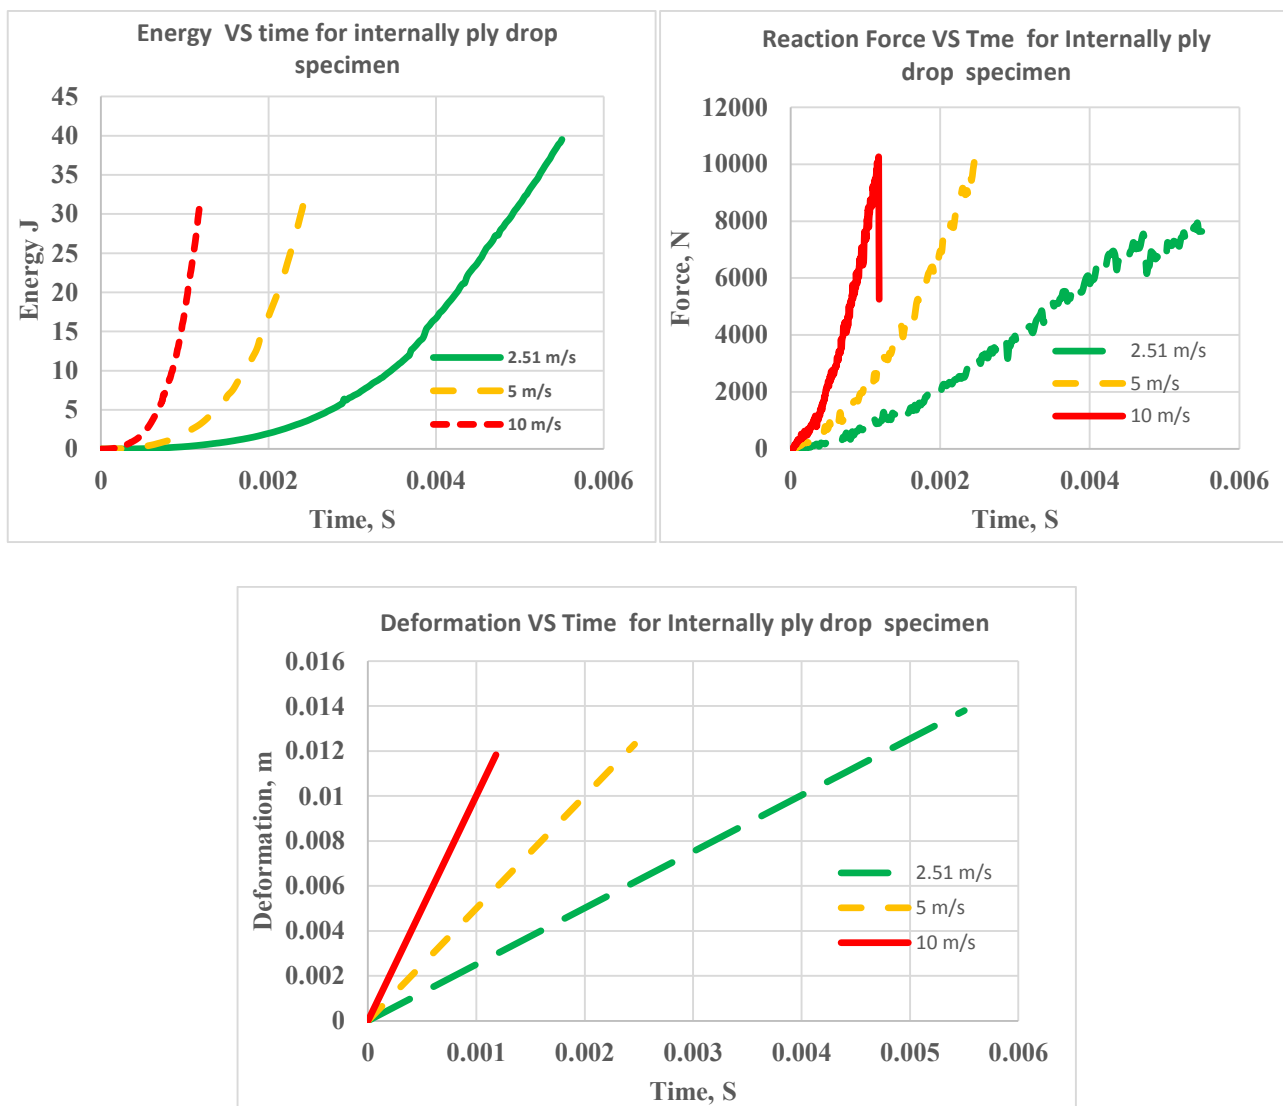 Energy  VS time for internally ply drop
specimen
45
40
35
30
25
20
15
10
5
0
Energy J
0 0.002 0.004 0.006
Time, S
2.51 m/s
5 m/s
10 m/s
Reaction Force VS Tme  for Internally ply
drop  specimen
12000
10000
8000
6000
4000
2000
0
Force, N
0 0.002 0.004 0.006
Time, S
2.51 m/s
5 m/s
10 m/s
Deformation VS Time  for Internally ply drop  specimen
0.016
0.014
0.012
0.01
0.008
0.006
0.004
0.002
0
Deformation, m
0 0.001 0.002 0.003 0.004 0.005 0.006
Time, S
2.51 m/s
5 m/s
10 m/s